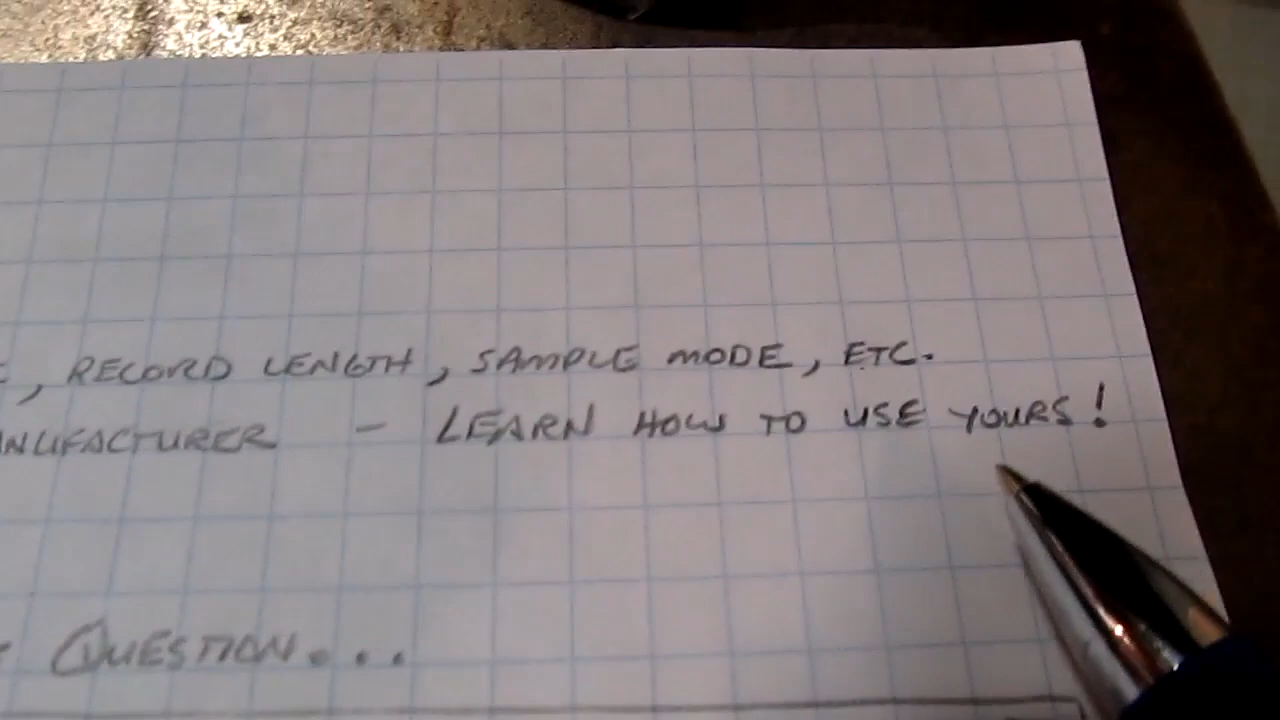 , RECORD LENGTH, SAMPLE MODE, ETC.
- LEARN HOW TO USE YOURS!
QUESTION...